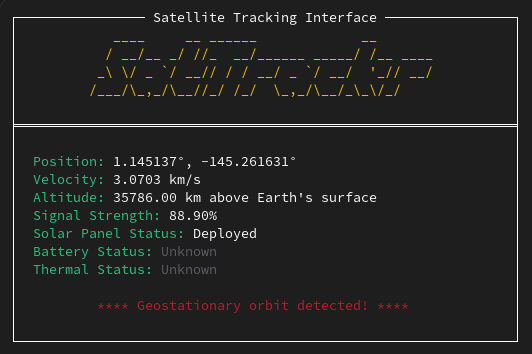 Satellite Tracking Interface
SatTrack
Position: 1.145137°, -145.261631°
Velocity: 3.0703 km/s
Altitude: 35786.00 km above Earth's surface
Signal Strength: 88.90%
Solar Panel Status: Deployed
Battery Status: Unknown
Thermal Status: Unknown
**** Geostationary orbit detected! ****